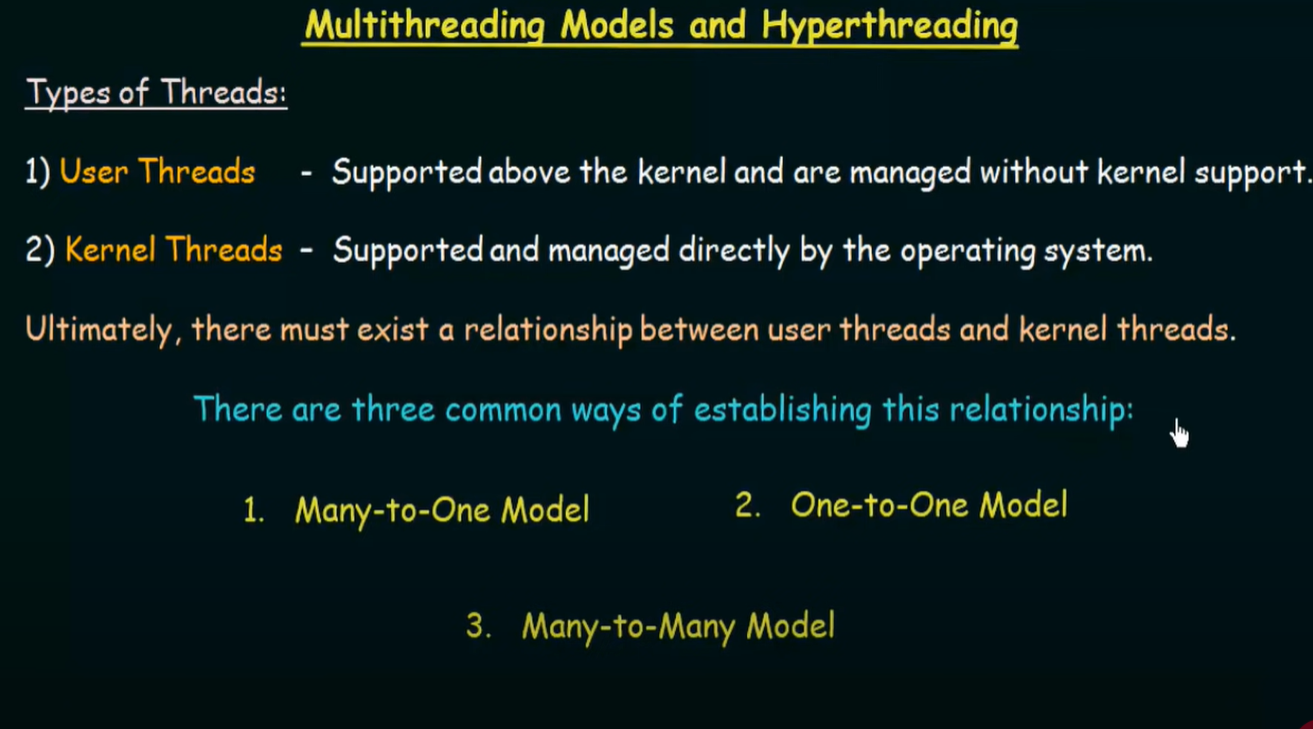 Multithreading Models and Hyperthreading
Types of Threads:
1) User Threads - Supported above the kernel and are managed without kernel support.
2) Kernel Threads - Supported and managed directly by the operating system.
Ultimately, there must exist a relationship between user threads and kernel threads.
There are three common ways of establishing this relationship:
1. Many-to-One Model 2. One-to-One Model
3. Many-to-Many Model